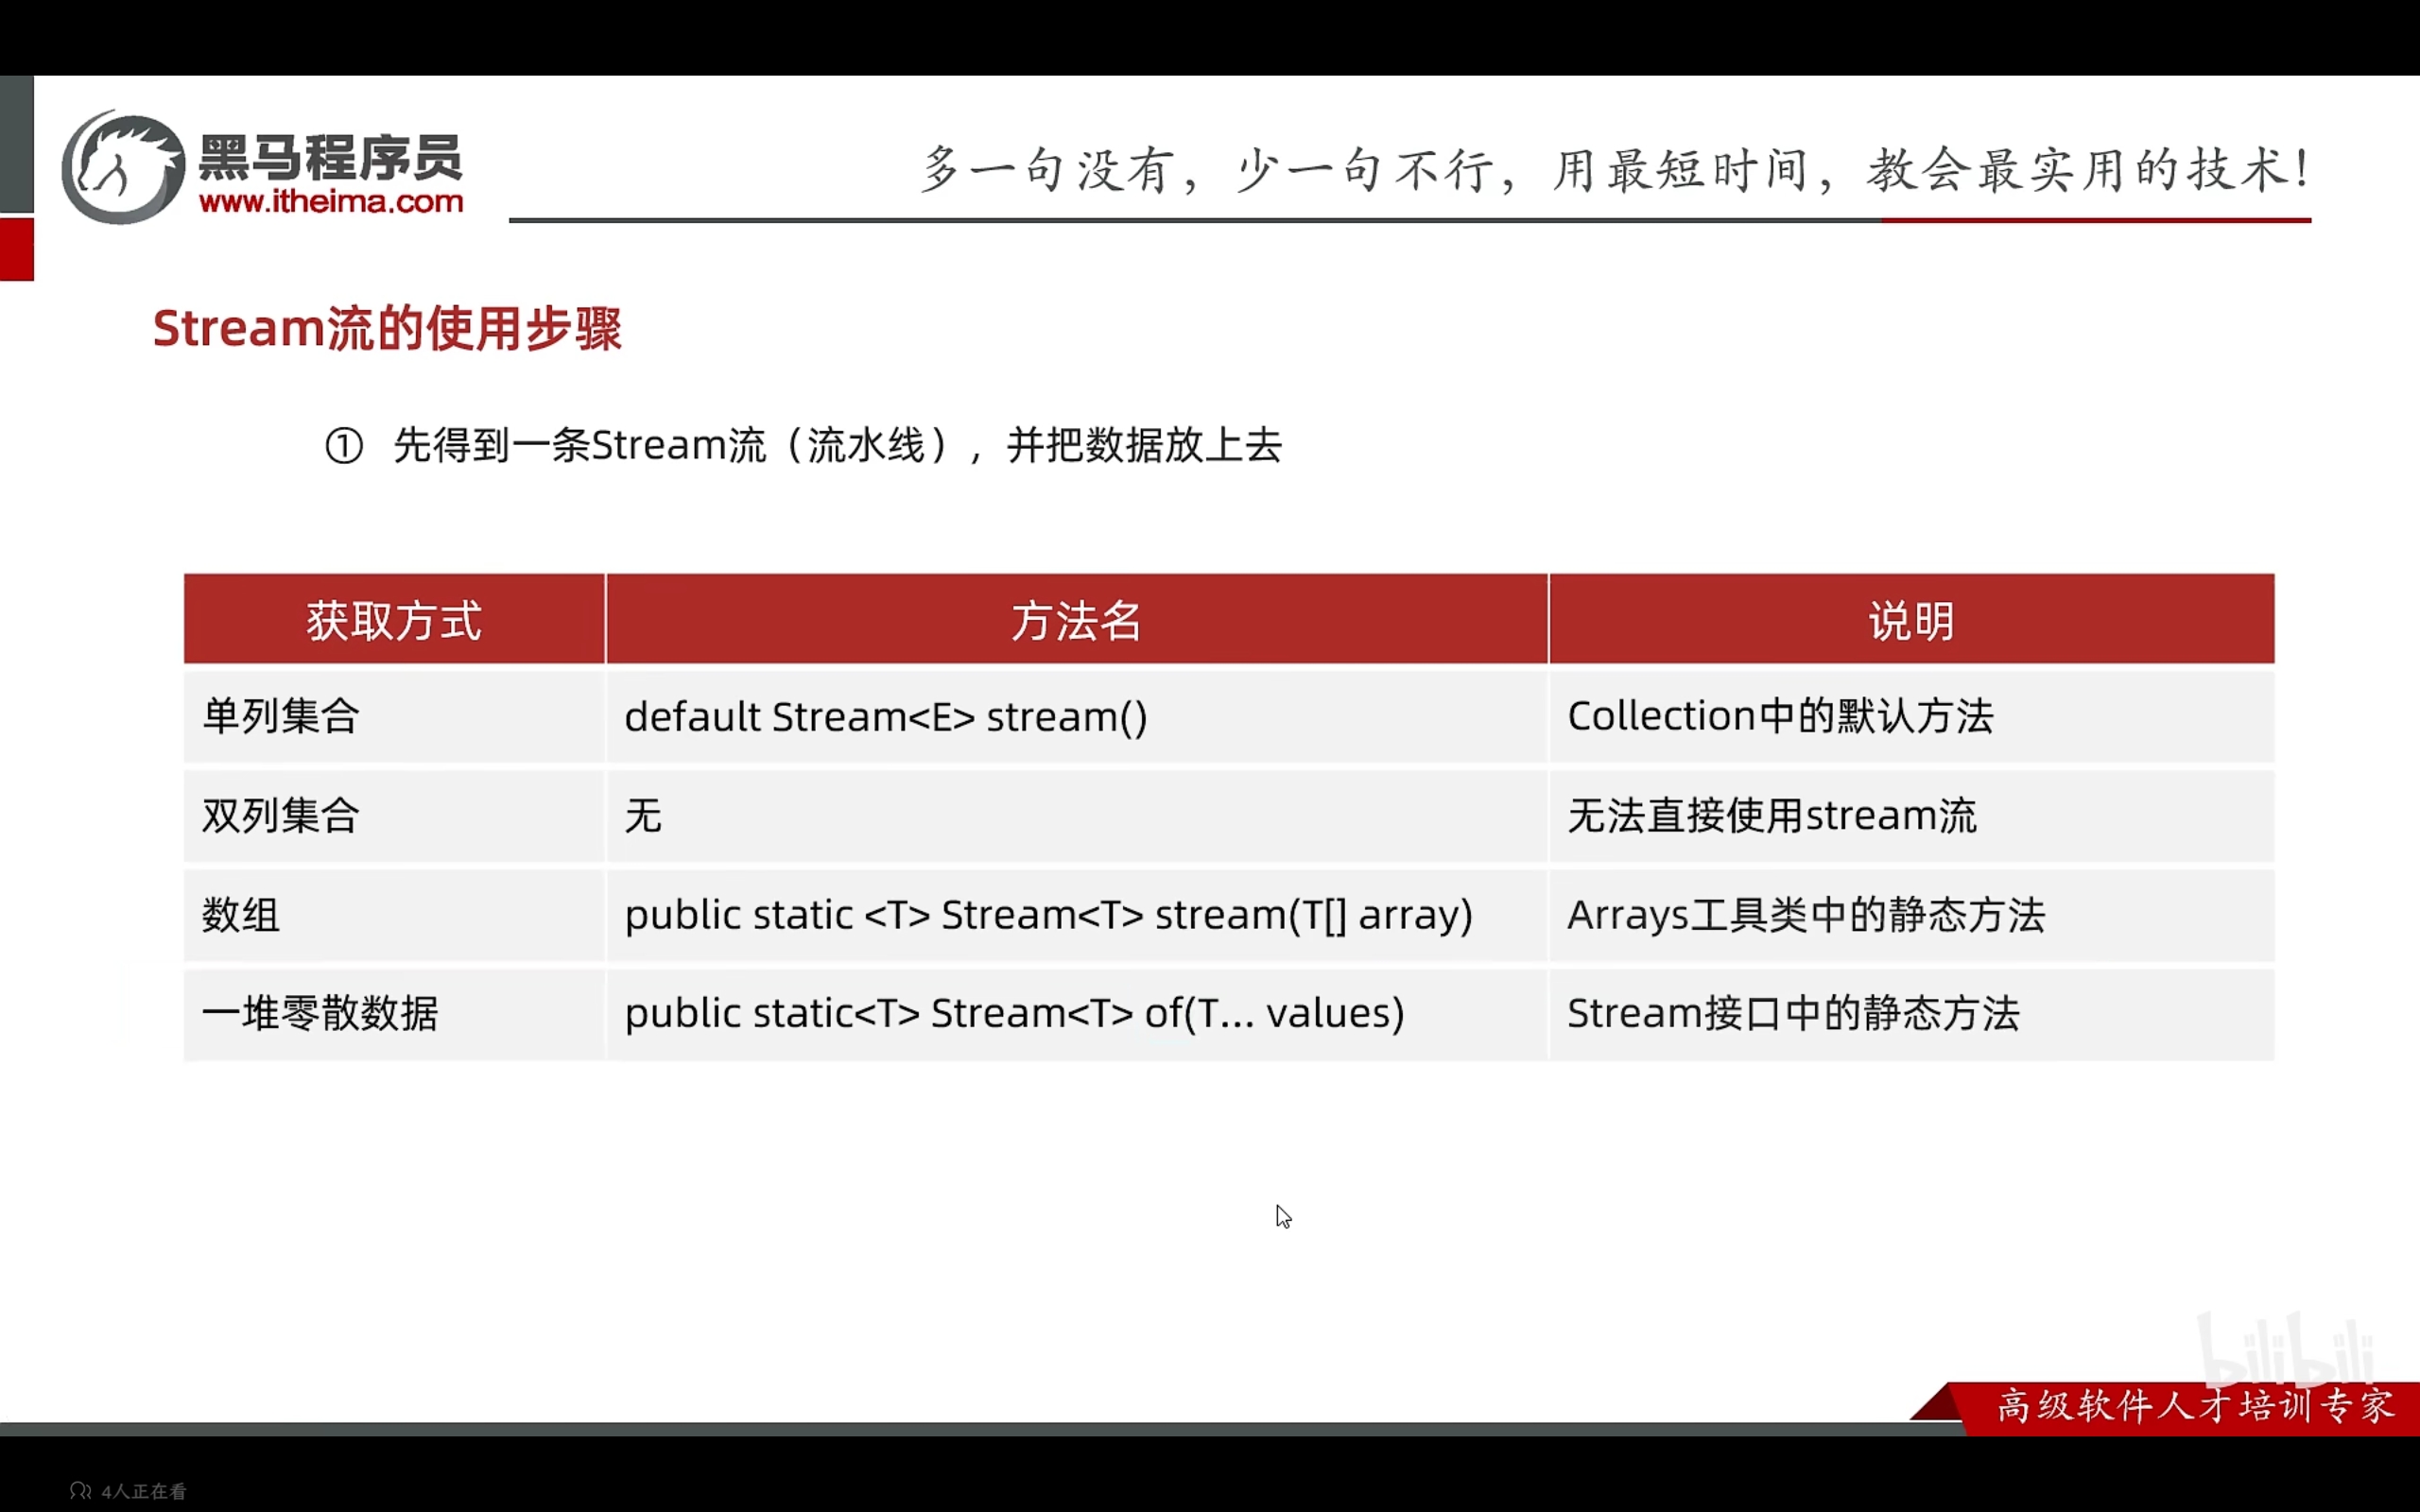 黑马程序员
www.itheima.com
多一句没有，少一句不行，用最短时间，教会最实用的技术！
Stream流的使用步骤
① 先得到一条Stream流（流水线），并把数据放上去
获取方式 方法名 说明
单列集合 default Stream<E> stream() Collection中的默认方法
双列集合 无 无法直接使用stream流
数组 public static <T> Stream<T> stream(T[] array) Arrays工具类中的静态方法
一堆零散数据 public static<T> Stream<T> of(T... values) Stream接口中的静态方法
bilibili
高级软件人才培训专家
4人正在看